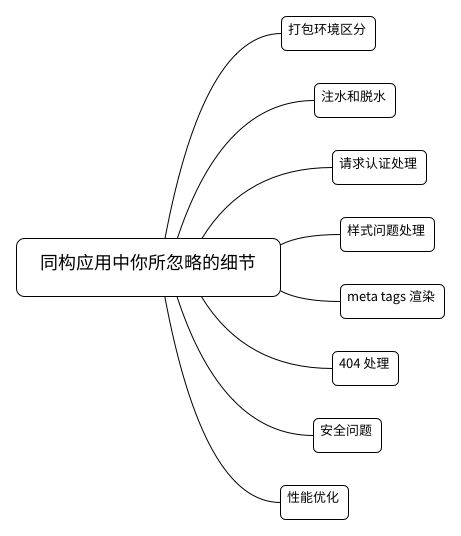 打包环境区分
注水和脱水
请求认证处理
样式问题处理
同构应用中你所忽略的细节
meta tags 渲染
404 处理
安全问题
性能优化